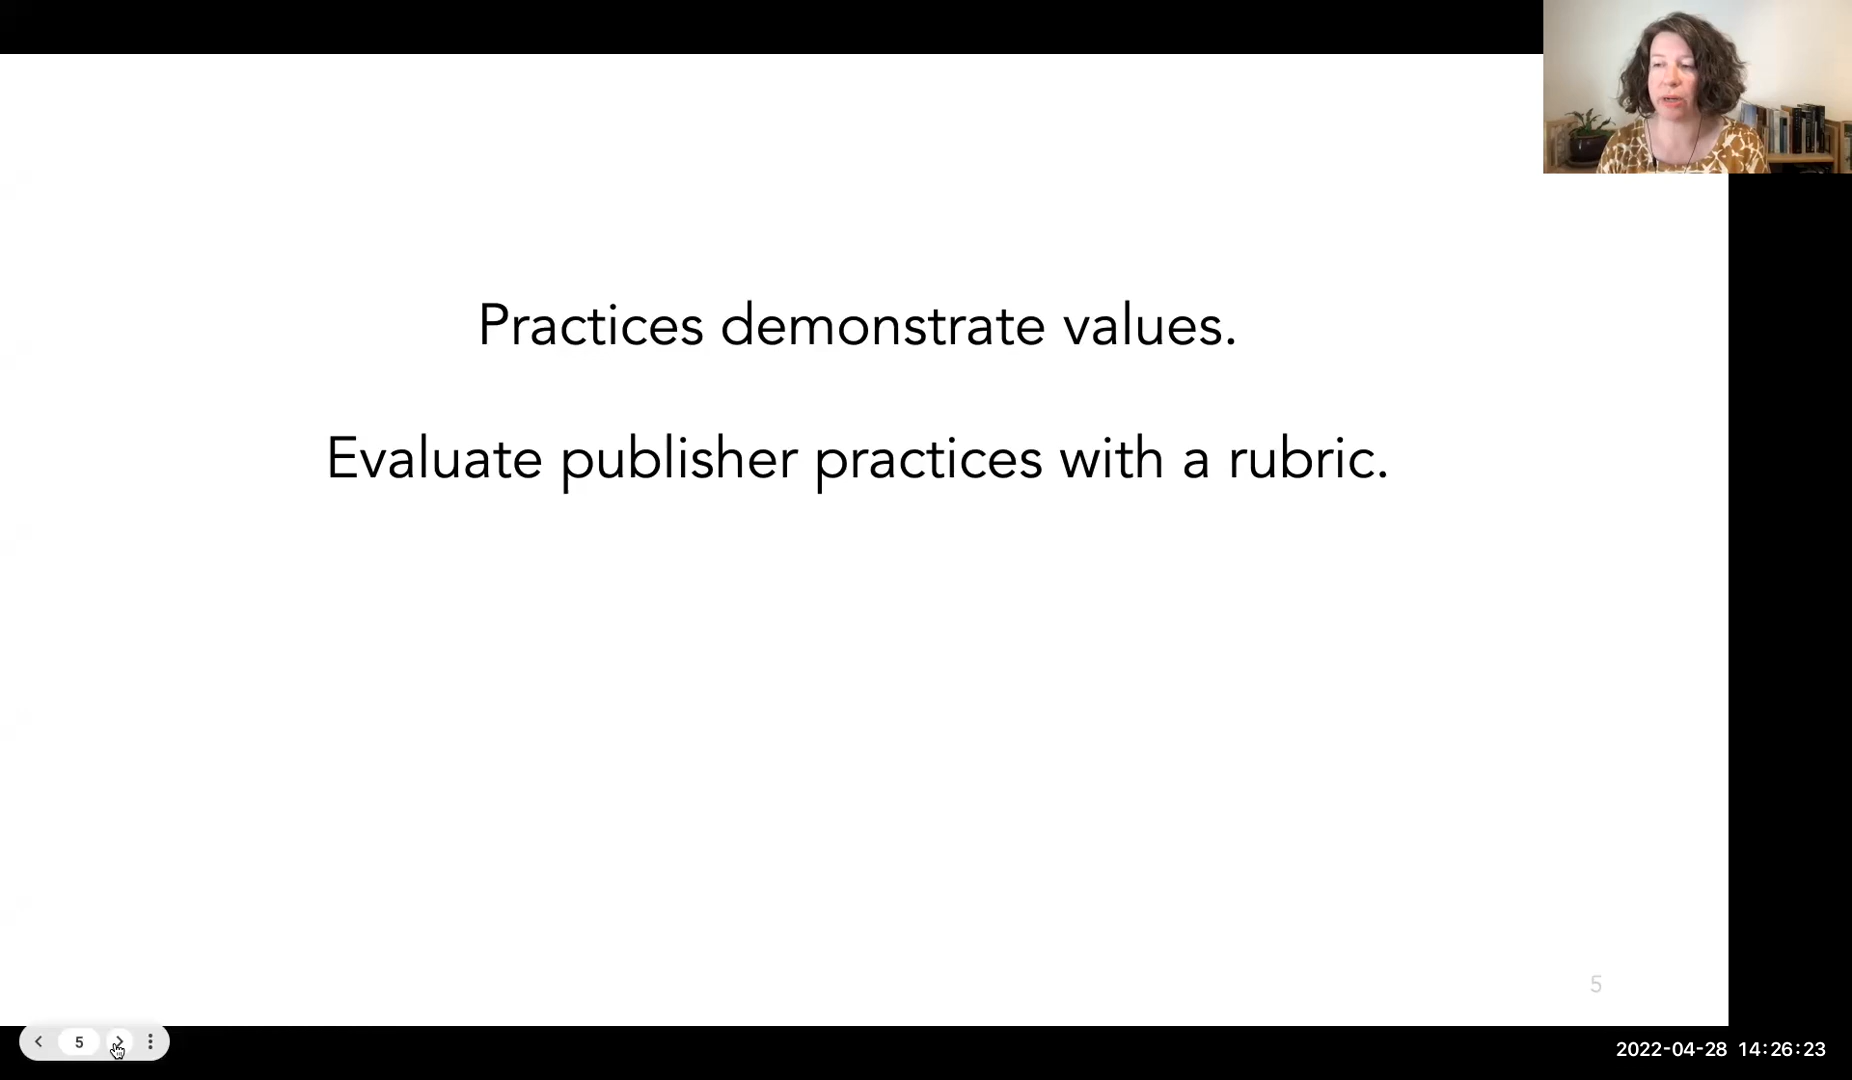 Practices demonstrate values.
Evaluate publisher practices with a rubric.
5
5
2022-04-28 14:26:23